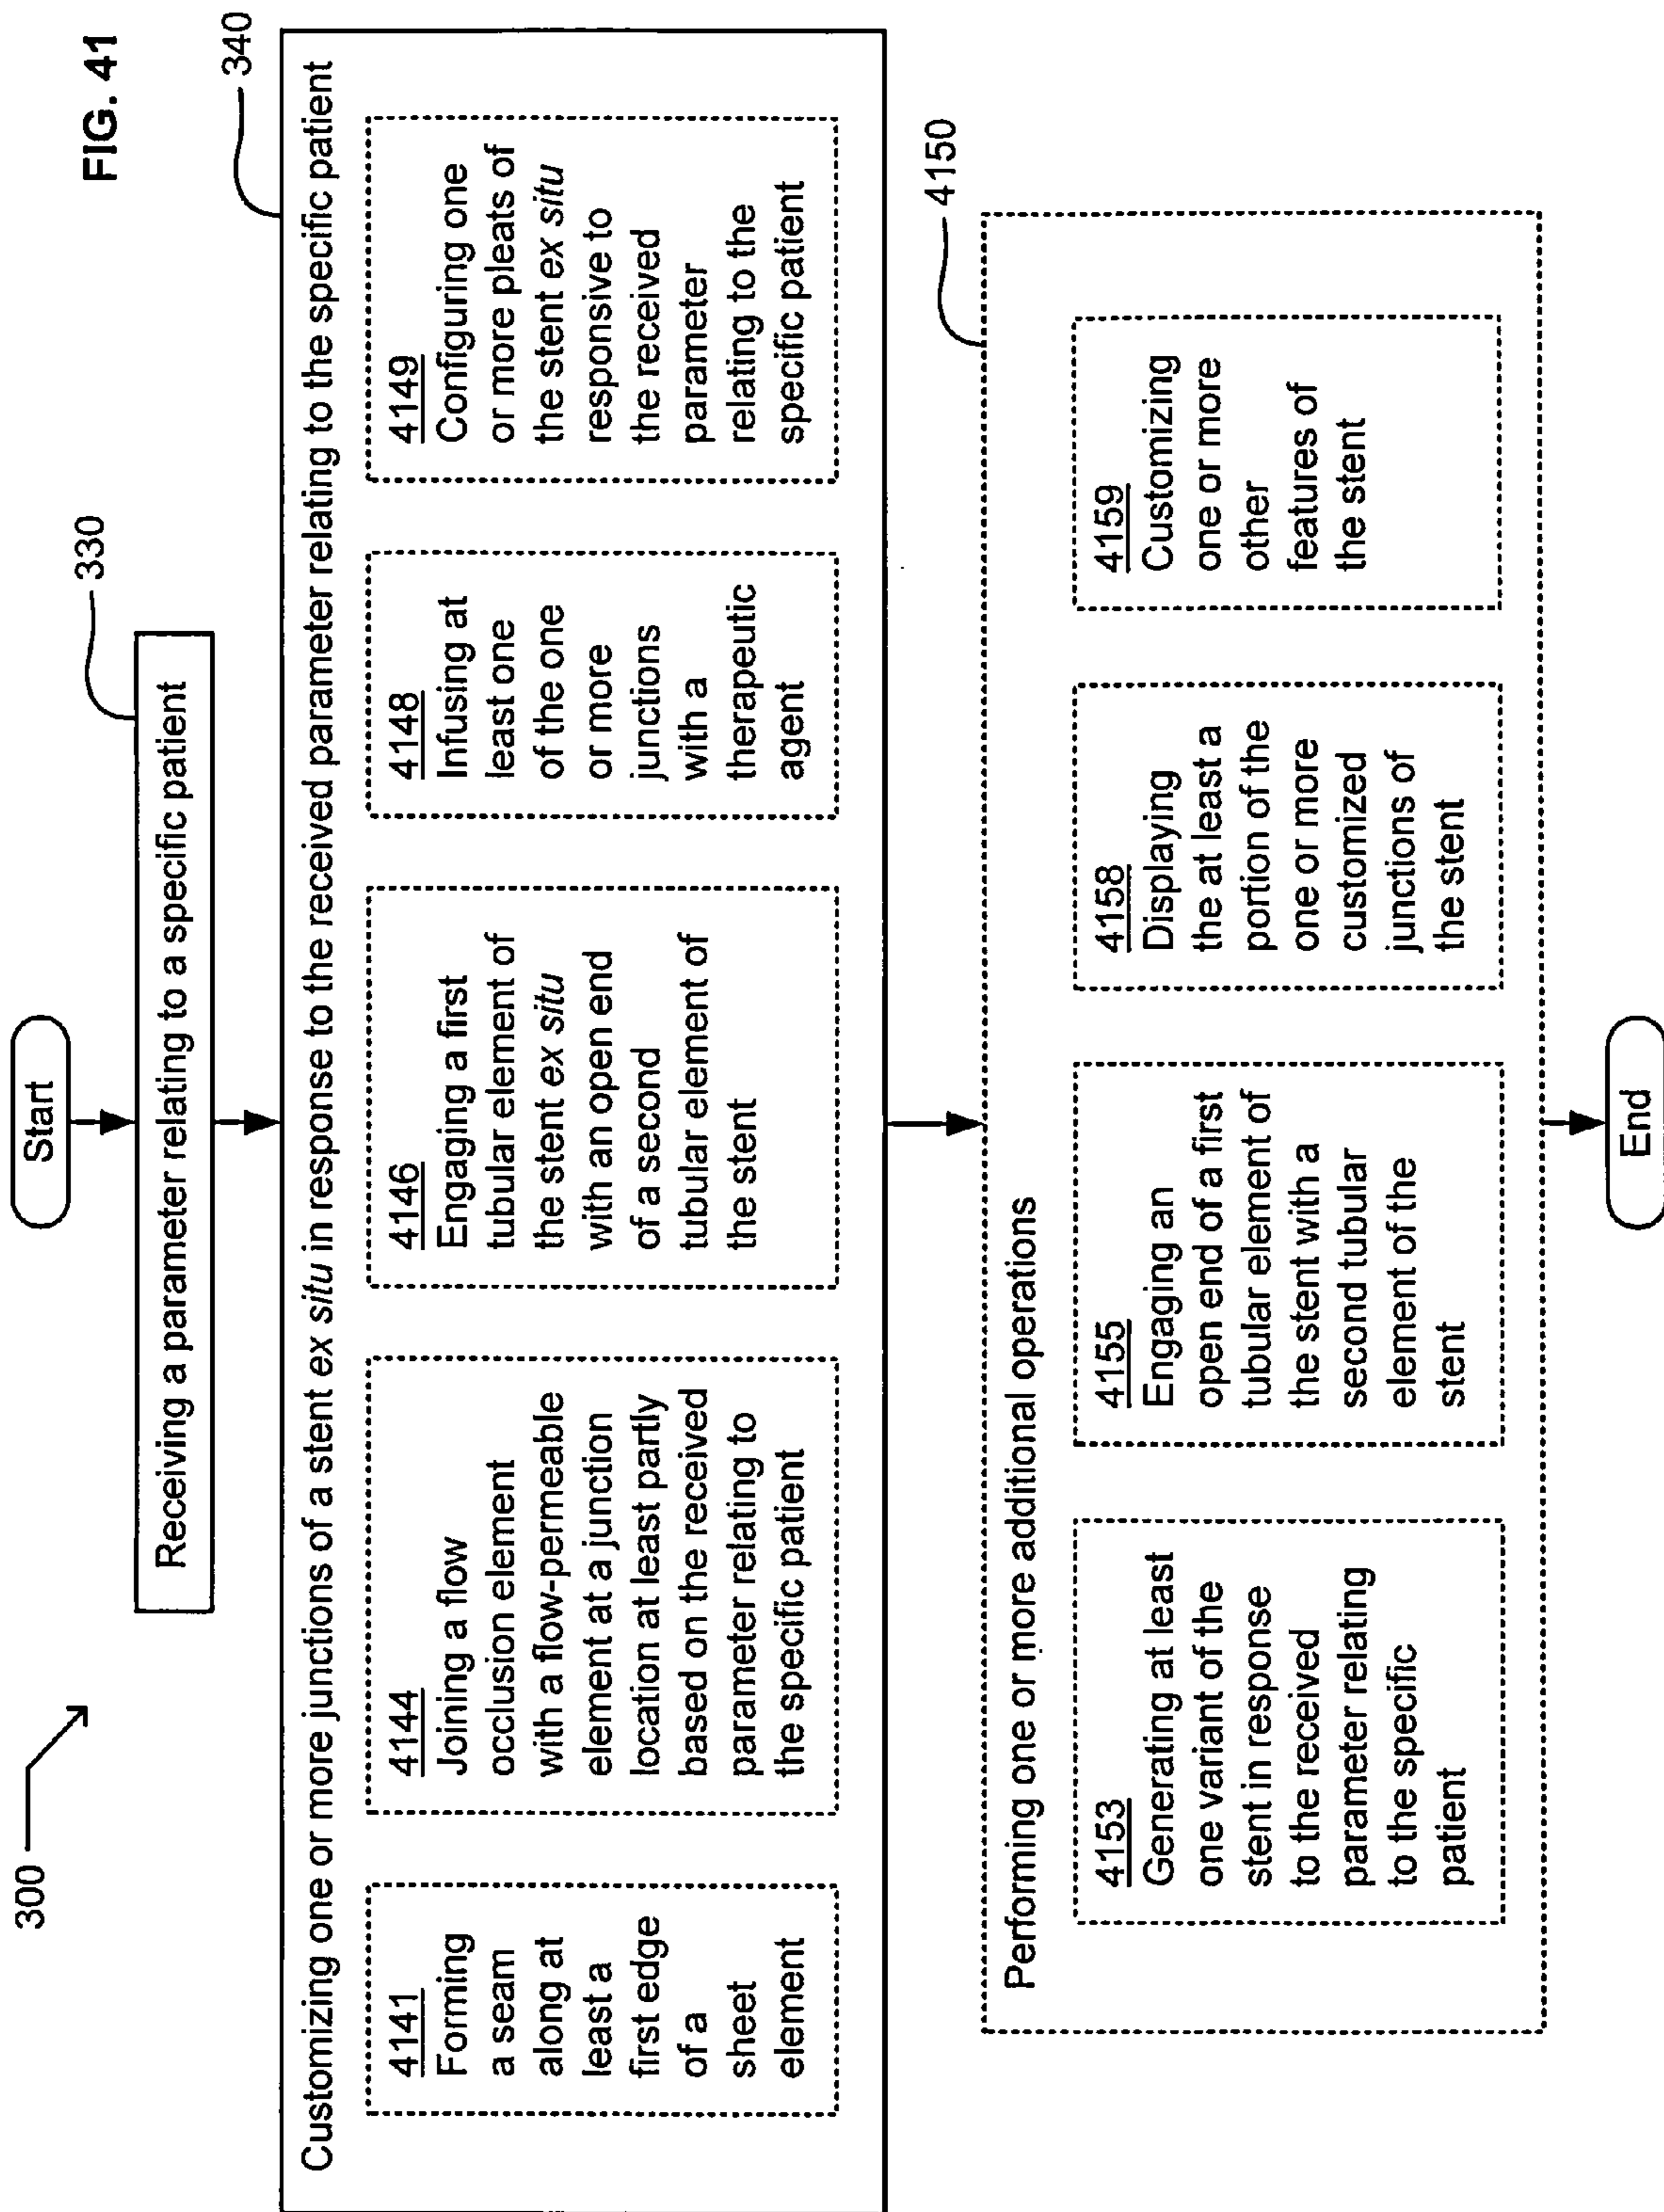 FIG. 41
300
Start
330
Receiving a parameter relating to a specific patient
340
Customizing one or more junctions of a stent ex situ in response to the received parameter relating to the specific patient
4141
Forming
a seam
along at
least a
first edge
of a
sheet
element
4144
Joining a flow
occlusion element
with a flow-permeable
element at a junction
location at least partly
based on the received
parameter relating to
the specific patient
4146
Engaging a first
tubular element of
the stent ex situ
with an open end
of a second
tubular element of
the stent
4148
Infusing at
least one
of the one
or more
junctions
with a
therapeutic
agent
4149
Configuring one
or more pleats of
the stent ex situ
responsive to
the received
parameter
relating to the
specific patient
4150
Performing one or more additional operations
4153
Generating at least
one variant of the
stent in response
to the received
parameter relating
to the specific
patient
4155
Engaging an
open end of a first
tubular element of
the stent with a
second tubular
element of the
stent
4158
Displaying
the at least a
portion of the
one or more
customized
junctions of
the stent
4159
Customizing
one or more
other
features of
the stent
End